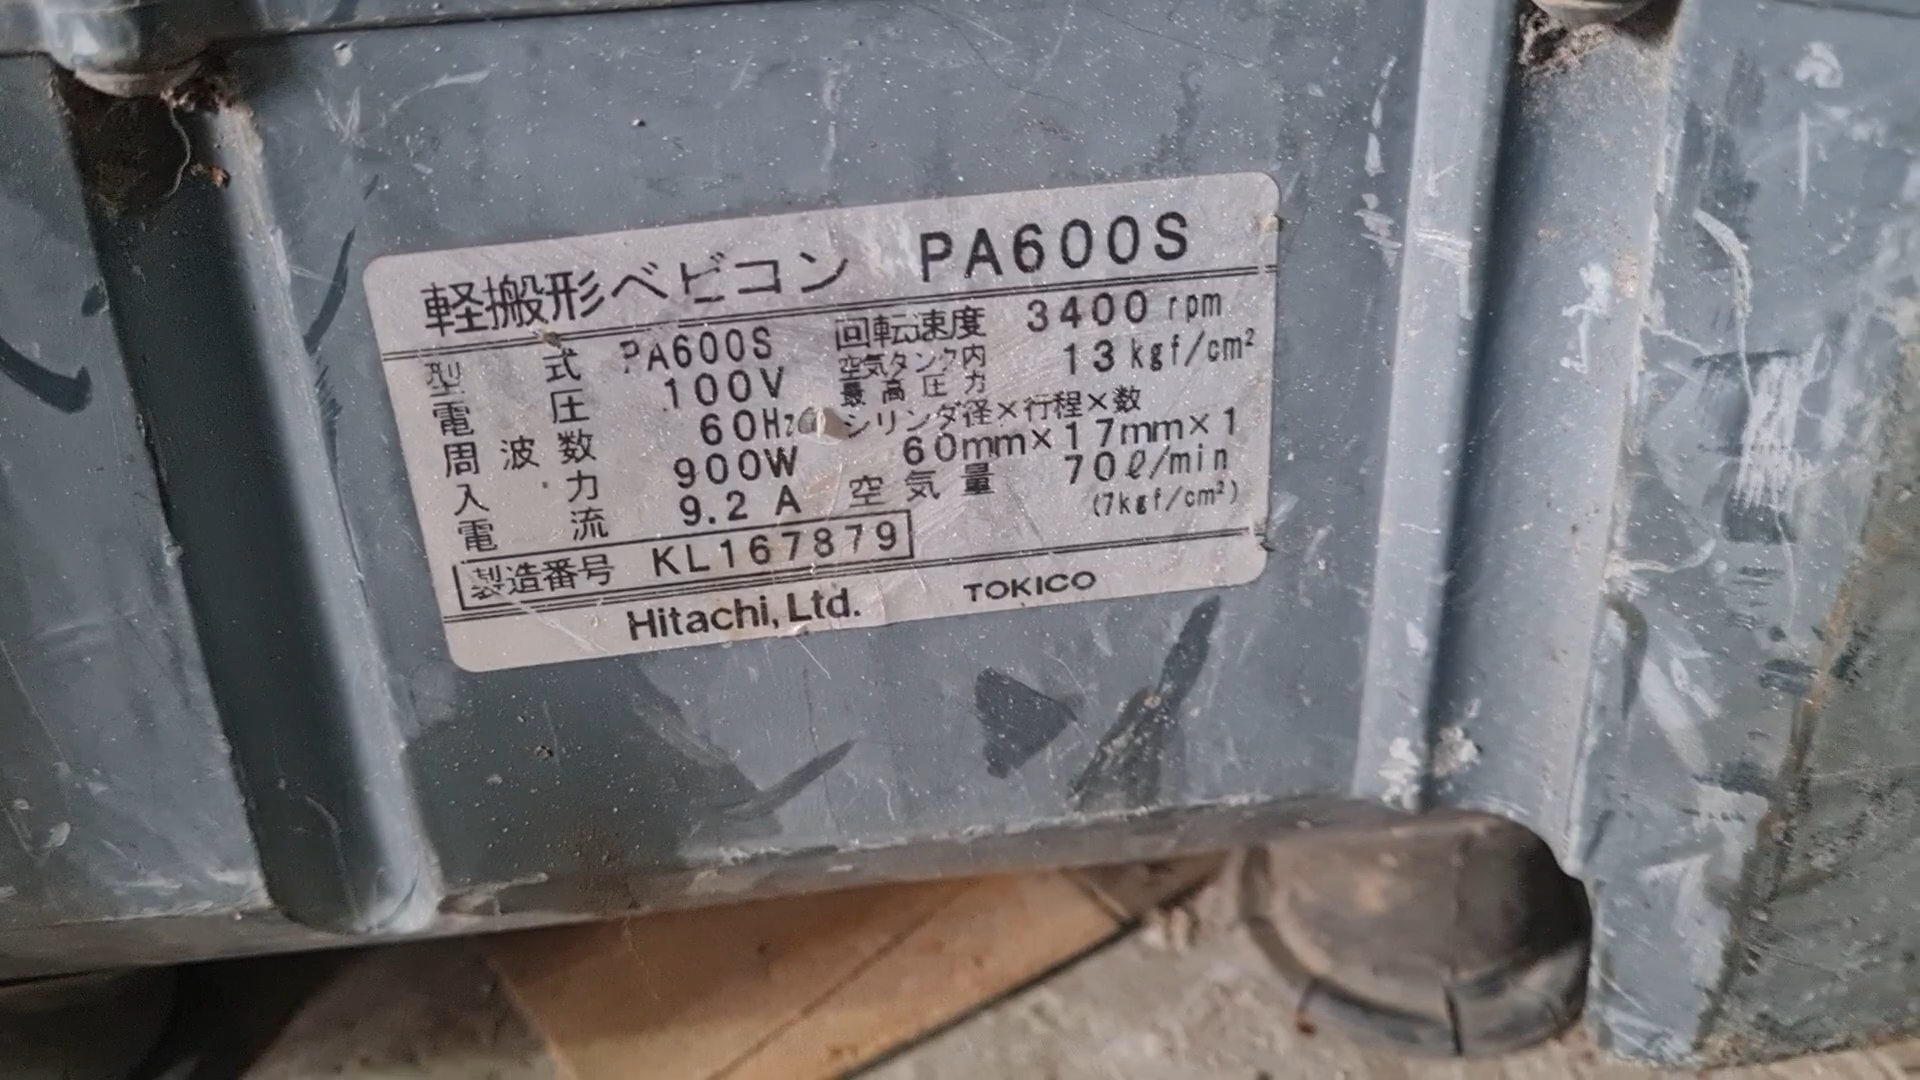 軽搬形ベビコン PA600S
型式 PA600S
電圧 100V
周波数 60Hz
入力 900W
電流 9.2 A
製造番号 KL167879
回転速度 3400 rpm
空気タンク内最高圧力 13 kgf/cm²
シリンダ径×行程×数
60mm×17mm×1
空気量 70ℓ/min
(7kgf/cm²)
Hitachi, Ltd. TOKICO